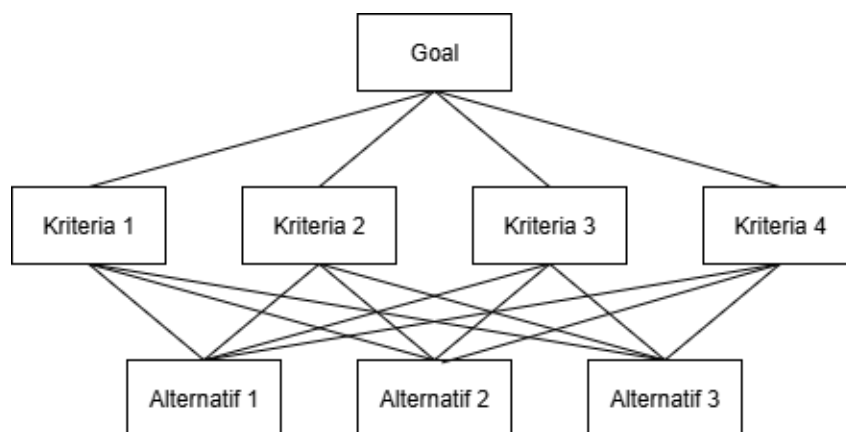 Goal
Kriteria 1
Kriteria 2
Kriteria 3
Kriteria 4
Alternatif 1
Alternatif 2
Alternatif 3